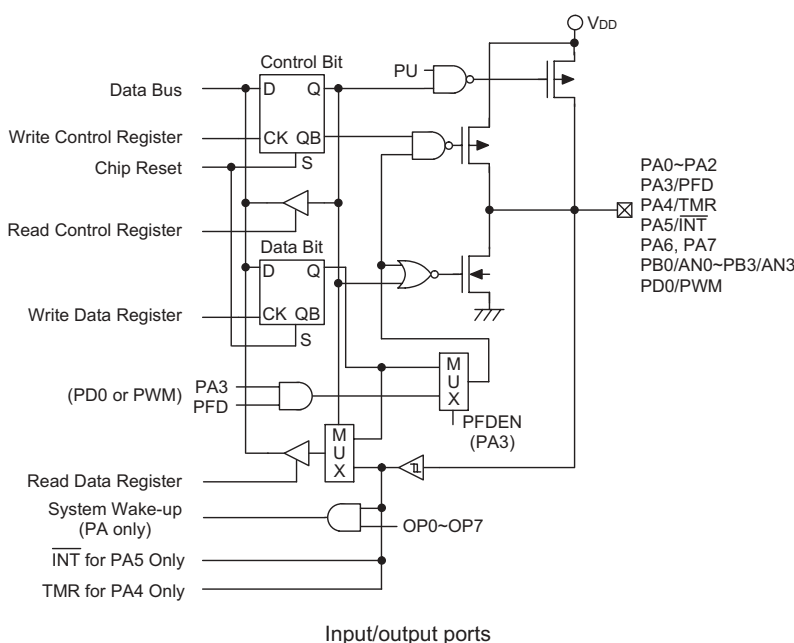 VDD
Control Bit
PU
Data Bus
D Q
Write Control Register
CK QB
Chip Reset
S
PA0~PA2
PA3/PFD
PA4/TMR
PA5/INT
PA6, PA7
PB0/AN0~PB3/AN3
PD0/PWM
Read Control Register
Data Bit
D Q
Write Data Register
CK QB
S
MUX
(PD0 or PWM)
PA3
PFD
PFDEN
(PA3)
MUX
Read Data Register
System Wake-up
(PA only)
OP0~OP7
INT for PA5 Only
TMR for PA4 Only
Input/output ports